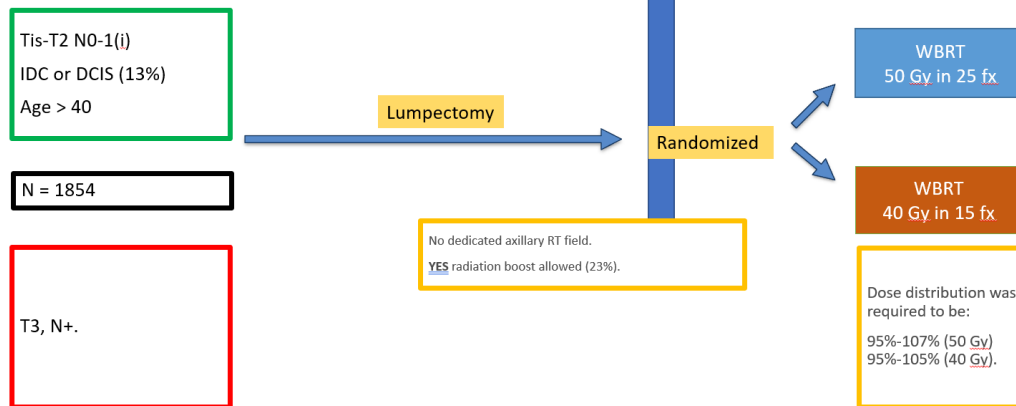 Tis-T2 N0-1(i)
IDC or DCIS (13%)
Age > 40
N = 1854
T3, N+.
Lumpectomy
Randomized
No dedicated axillary RT field.
YES radiation boost allowed (23%).
WBRT
50 Gy in 25 fx
WBRT
40 Gy in 15 fx
Dose distribution was
required to be:
95%-107% (50 Gy)
95%-105% (40 Gy).